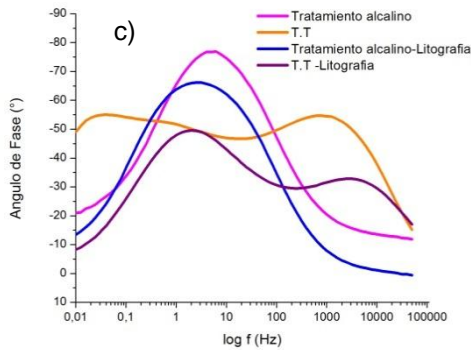 c)
Tratamiento alcalino
T.T
Tratamiento alcalino-Litografia
T.T -Litografia
Angulo de Fase (°)
-90
-80
-70
-60
-50
-40
-30
-20
-10
0
10
0,01 0,1 1 10 100 1000 10000 100000
log f (Hz)